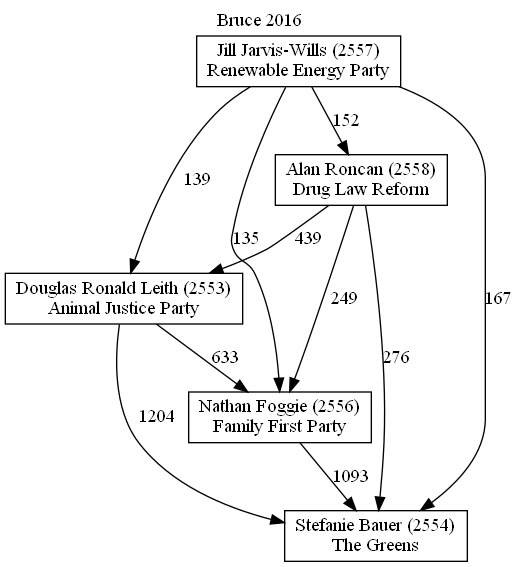 Bruce 2016
Jill Jarvis-Wills (2557)
Renewable Energy Party
152
Alan Roncan (2558)
Drug Law Reform
139
135
439
249
167
Douglas Ronald Leith (2553)
Animal Justice Party
633
276
Nathan Foggie (2556)
Family First Party
1204
1093
Stefanie Bauer (2554)
The Greens